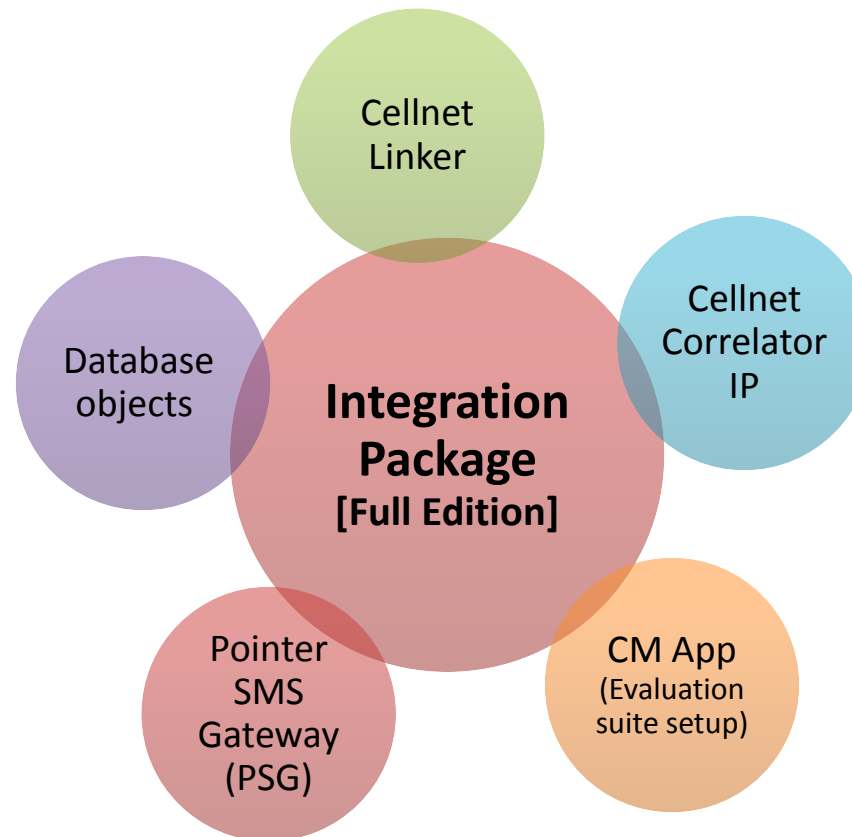 Cellnet
Linker
Cellnet
Correlator
IP
Database
objects
Integration
Package
[Full Edition]
CM App
(Evaluation
suite setup)
Pointer
SMS
Gateway
(PSG)